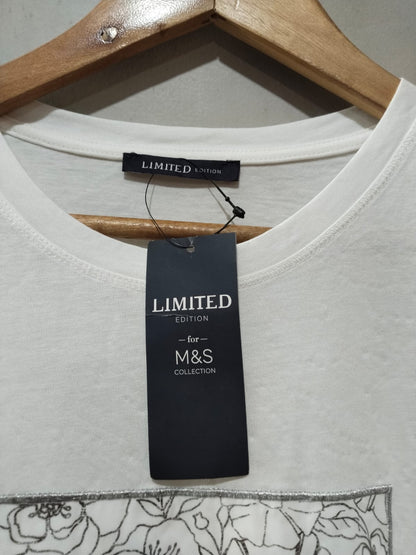 LIMITED EDITION
LIMITED
EDITION
— for —
M&S
COLLECTION